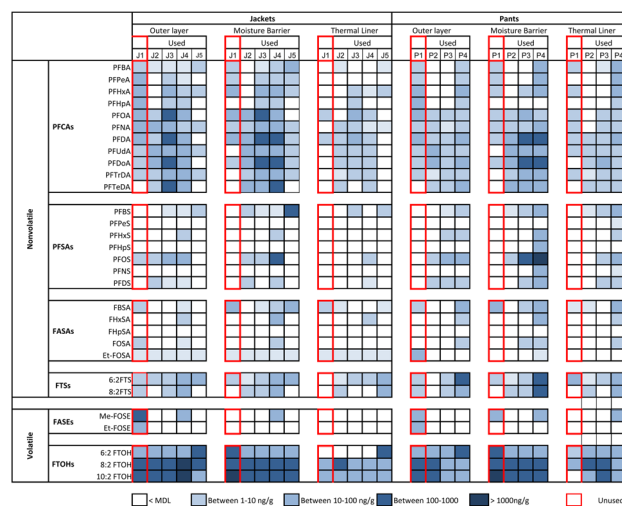 Jackets Pants
Outer layer Moisture Barrier Thermal Liner Outer layer Moisture Barrier Thermal Liner
Used Used Used Used Used Used
J1 J2 J3 J4 J5 J1 J2 J3 J4 J5 J1 J2 J3 J4 J5 P1 P2 P3 P4 P1 P2 P3 P4 P1 P2 P3 P4
Nonvolatile
PFCAs
PFBA
PFPeA
PFHxA
PFHpA
PFOA
PFNA
PFDA
PFUdA
PFDoA
PFTrDA
PFTeDA
PFSAs
PFBS
PFPeS
PFHxS
PFHpS
PFOS
PFNS
PFDS
FASAs
FBSA
FHxSA
FHpSA
FOSA
Et-FOSA
FTSs
6:2FTS
8:2FTS
Volatile
FASEs
Me-FOSE
Et-FOSE
FTOHs
6:2 FTOH
8:2 FTOH
10:2 FTOH
< MDL Between 1-10 ng/g Between 10-100 ng/g Between 100-1000 > 1000ng/g Unused